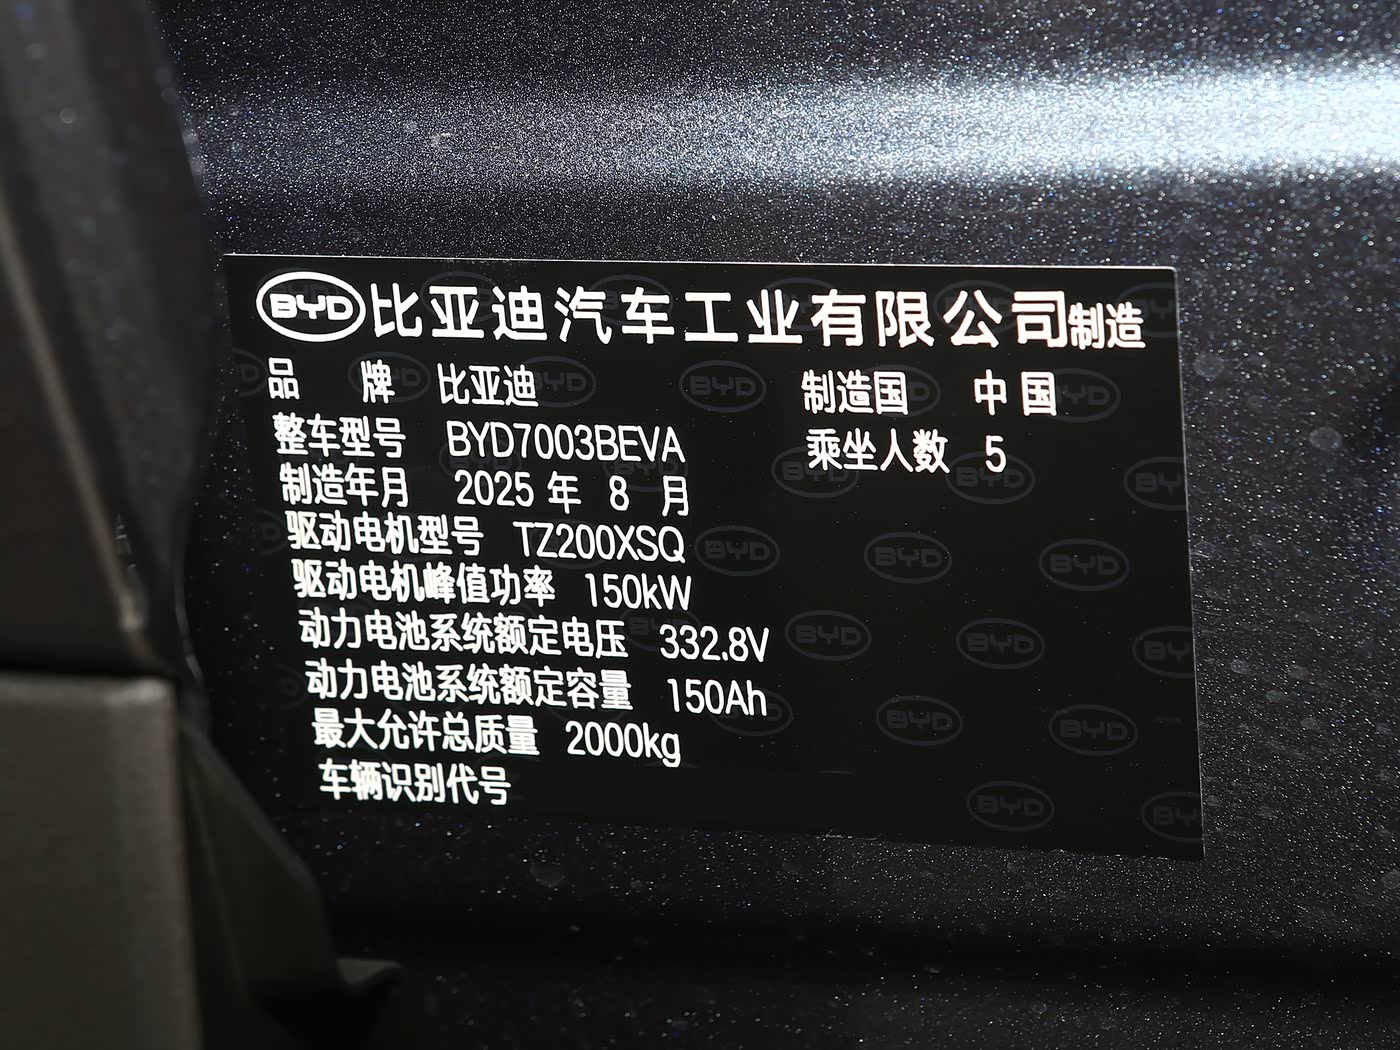 BYD 比亚迪汽车工业有限公司制造
品 牌 比亚迪 制造国 中国
整车型号 BYD7003BEVA 乘坐人数 5
制造年月 2025 年 8 月
驱动电机型号 TZ200XSQ
驱动电机峰值功率 150kW
动力电池系统额定电压 332.8V
动力电池系统额定容量 150Ah
最大允许总质量 2000kg
车辆识别代号